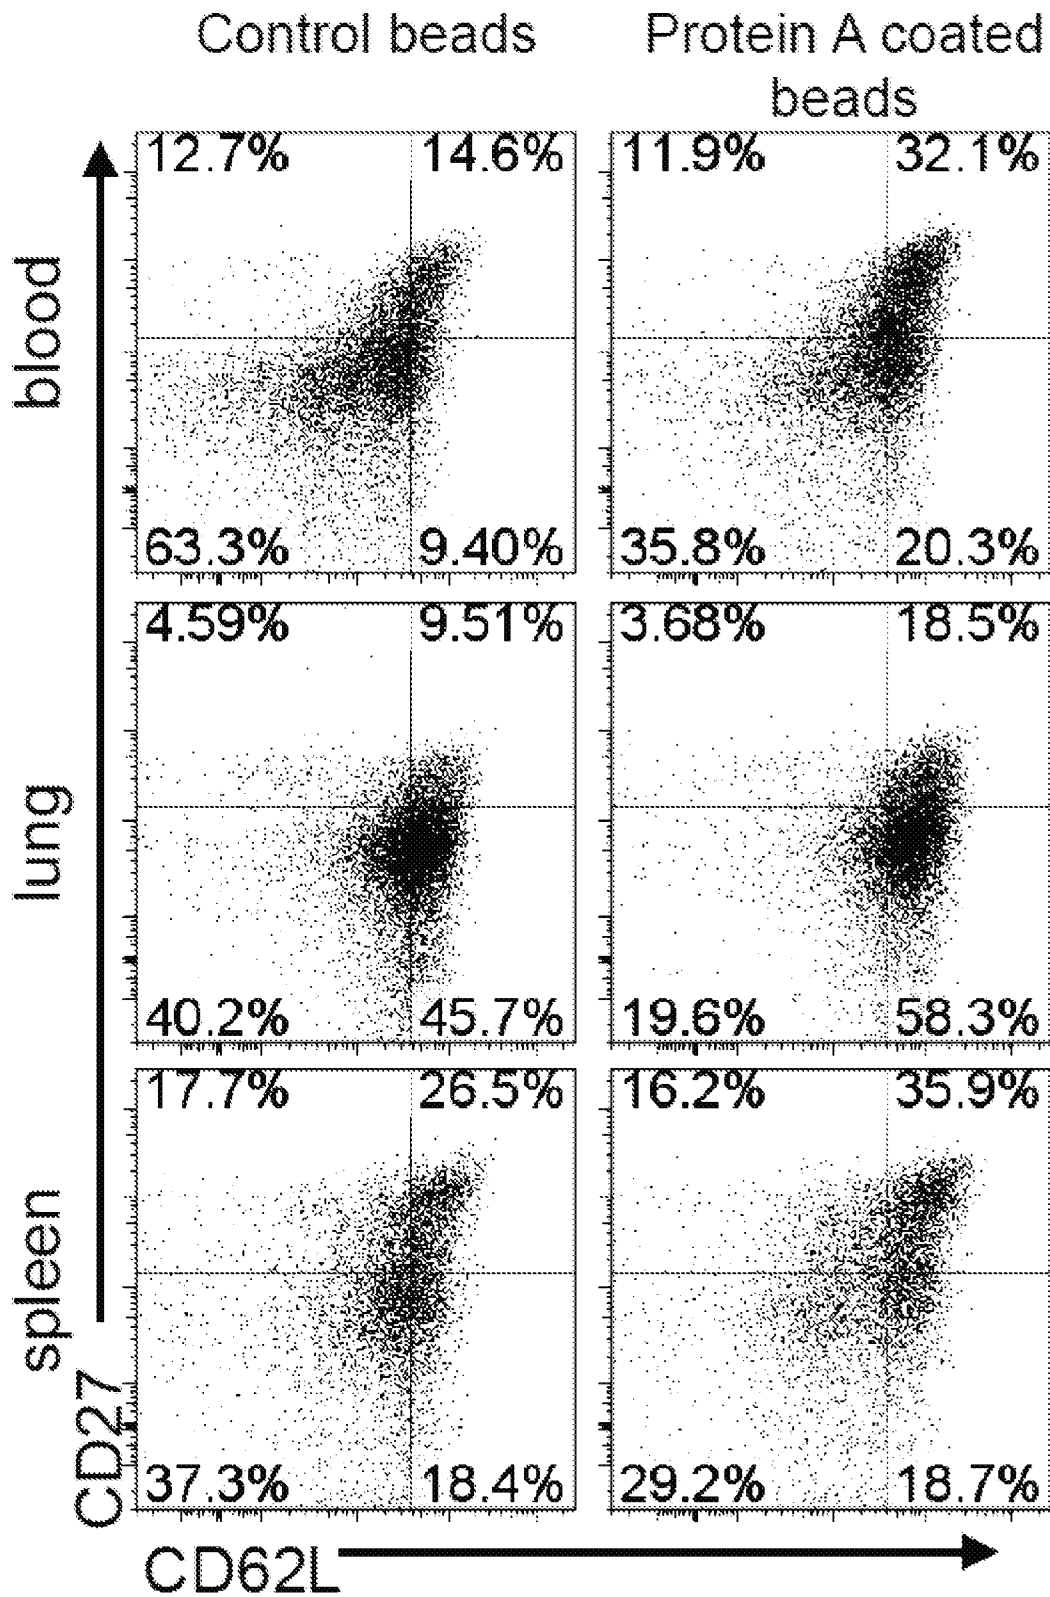 Control beads
Protein A coated
beads
blood
12.7% 14.6%
63.3% 9.40%
11.9% 32.1%
35.8% 20.3%
lung
4.59% 9.51%
40.2% 45.7%
3.68% 18.5%
19.6% 58.3%
spleen
17.7% 26.5%
37.3% 18.4%
16.2% 35.9%
29.2% 18.7%
CD27
CD62L